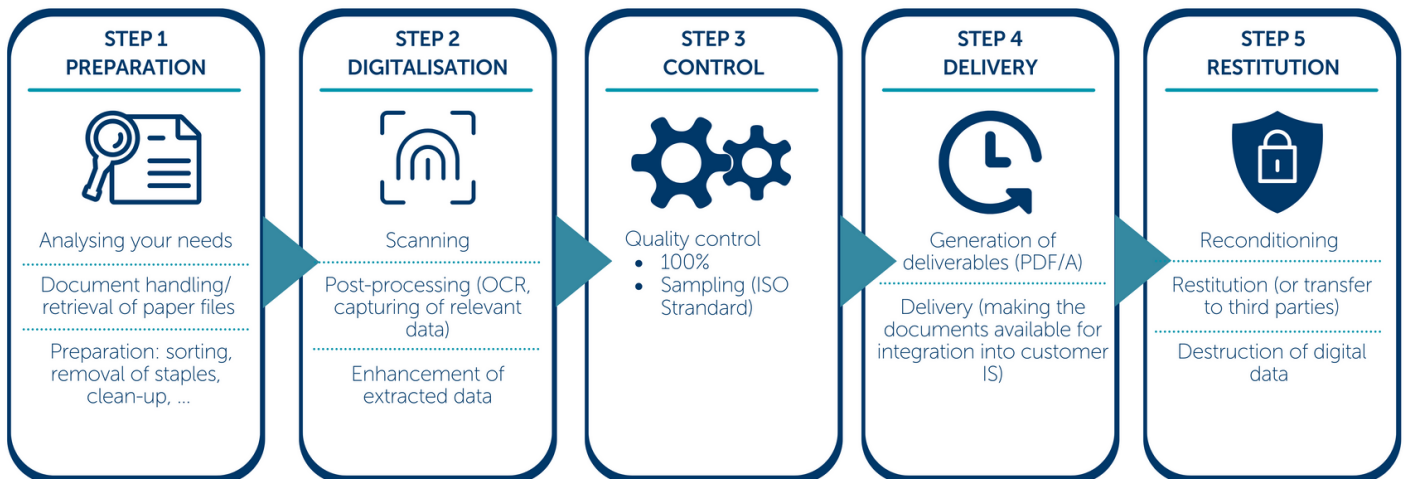 STEP 1
PREPARATION
Analysing your needs
Document handling/
retrieval of paper files
Preparation: sorting,
removal of staples,
clean-up, ...
STEP 2
DIGITALISATION
Scanning
Post-processing (OCR,
capturing of relevant
data)
Enhancement of
extracted data
STEP 3
CONTROL
Quality control
• 100%
• Sampling (ISO
Strandard)
STEP 4
DELIVERY
Generation of
deliverables (PDF/A)
Delivery (making the
documents available for
integration into customer
IS)
STEP 5
RESTITUTION
Reconditioning
Restitution (or transfer
to third parties)
Destruction of digital
data